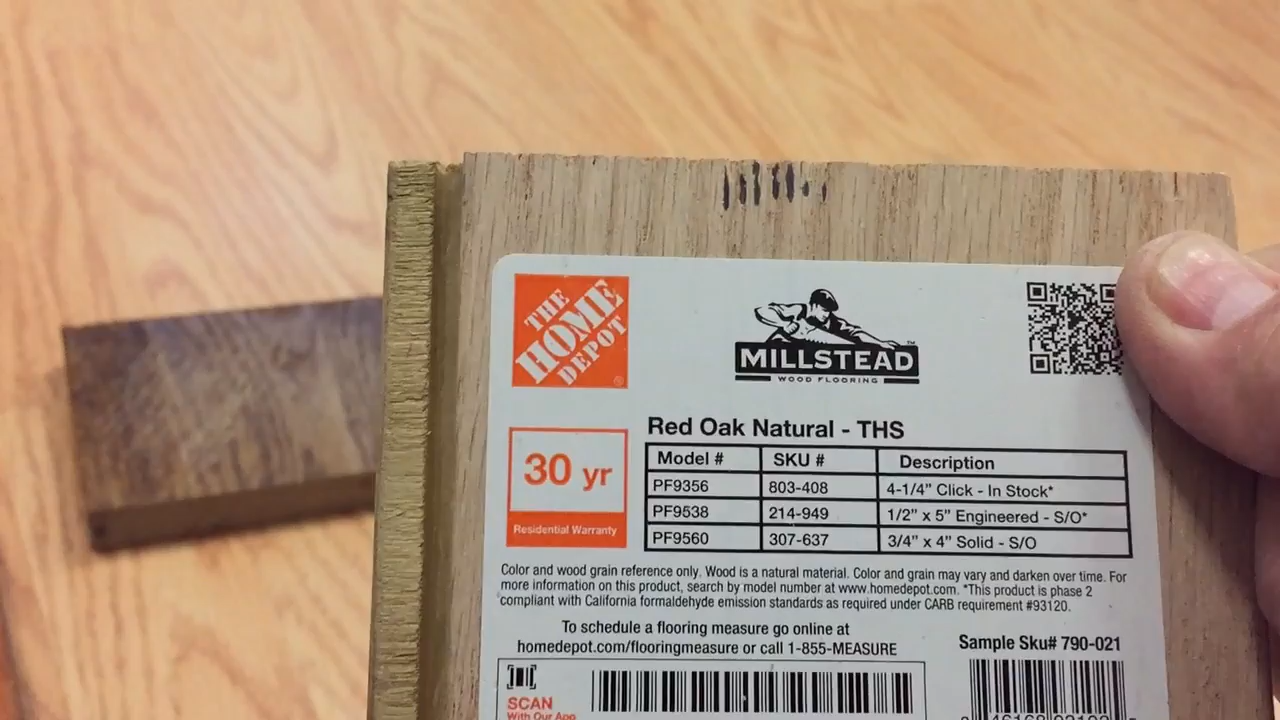 THE
HOME
DEPOT
®
MILLSTEAD™
WOOD FLOORING
Red Oak Natural - THS
30 yr
Residential Warranty
Model # SKU # Description
PF9356 803-408 4-1/4" Click - In Stock*
PF9538 214-949 1/2" x 5" Engineered - S/O*
PF9560 307-637 3/4" x 4" Solid - S/O
Color and wood grain reference only. Wood is a natural material. Color and grain may vary and darken over time. For
more information on this product, search by model number at www.homedepot.com. *This product is phase 2
compliant with California formaldehyde emission standards as required under CARB requirement #93120.
To schedule a flooring measure go online at
homedepot.com/flooringmeasure or call 1-855-MEASURE
Sample Sku# 790-021
SCAN
With Our App